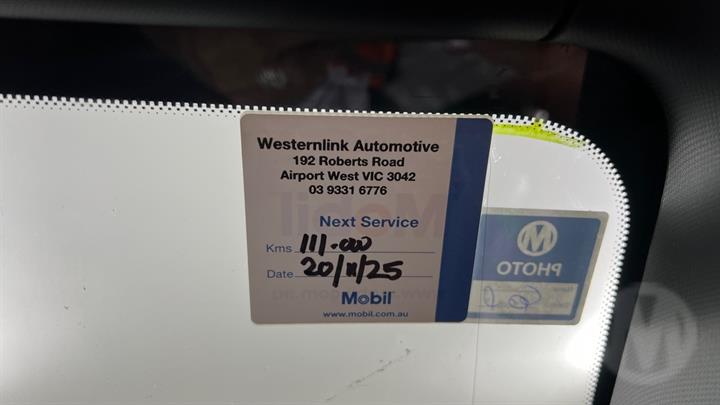 Westernlink Automotive
192 Roberts Road
Airport West VIC 3042
03 9331 6776
Next Service
Kms 111.000
Date 20/11/25
Mobil
www.mobil.com.au
M
PHOTO